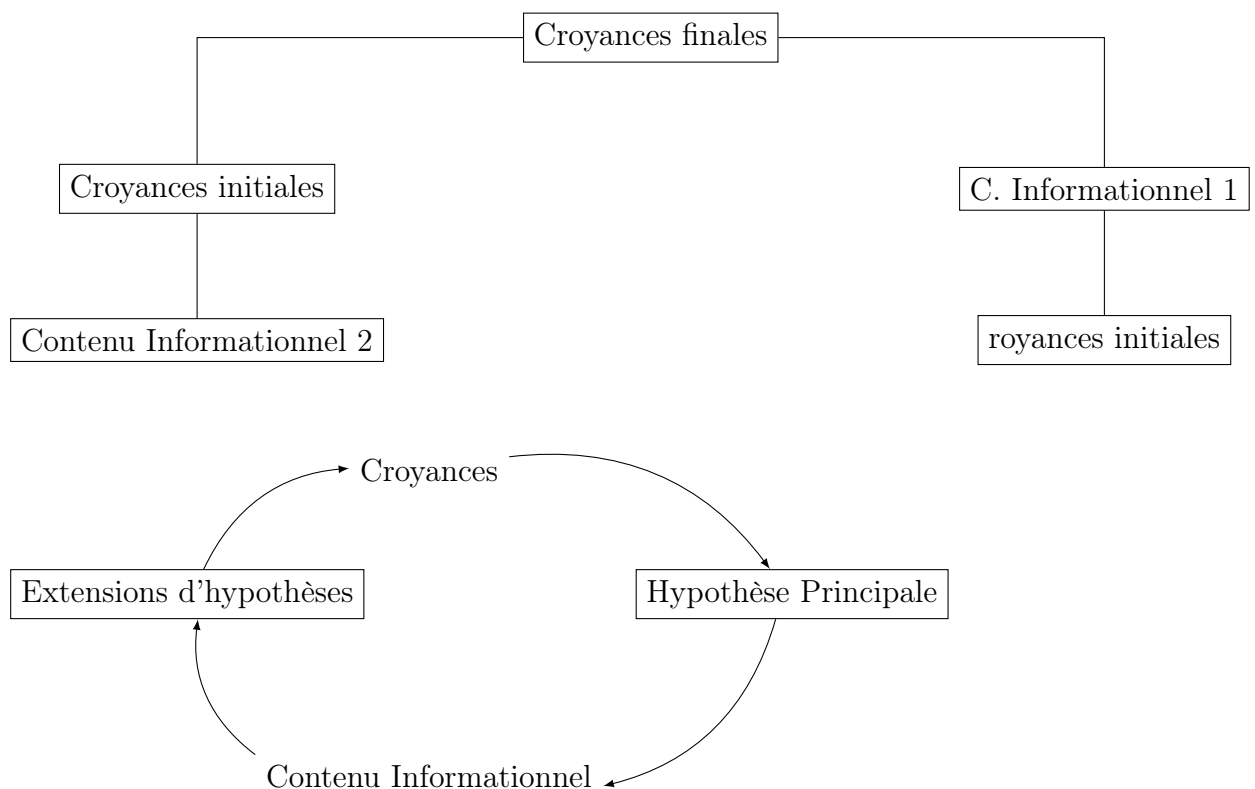 Croyances finales
Croyances initiales
C. Informationnel 1
Contenu Informationnel 2
royances initiales
Croyances
Extensions d'hypothèses
Hypothèse Principale
Contenu Informationnel